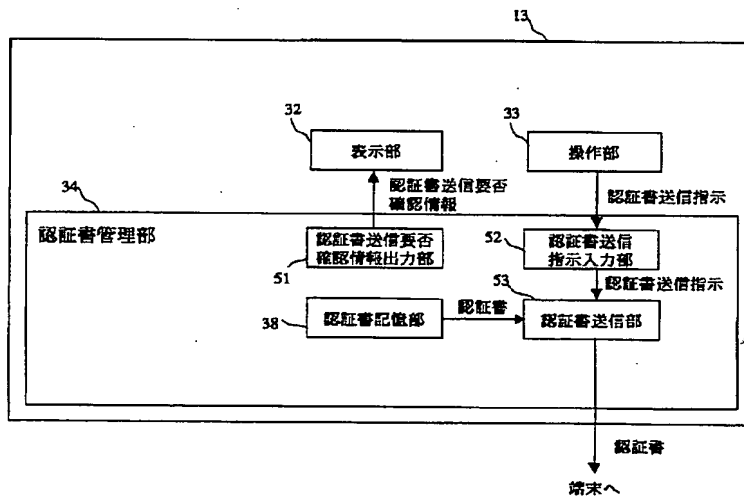 13
32
33
表示部
操作部
認証書送信要否
確認情報
認証書送信指示
34
認証書管理部
認証書送信要否
確認情報出力部
51
52
認証書送信
指示入力部
認証書送信指示
53
38
認証書記憶部
認証書
認証書送信部
認証書
端末へ